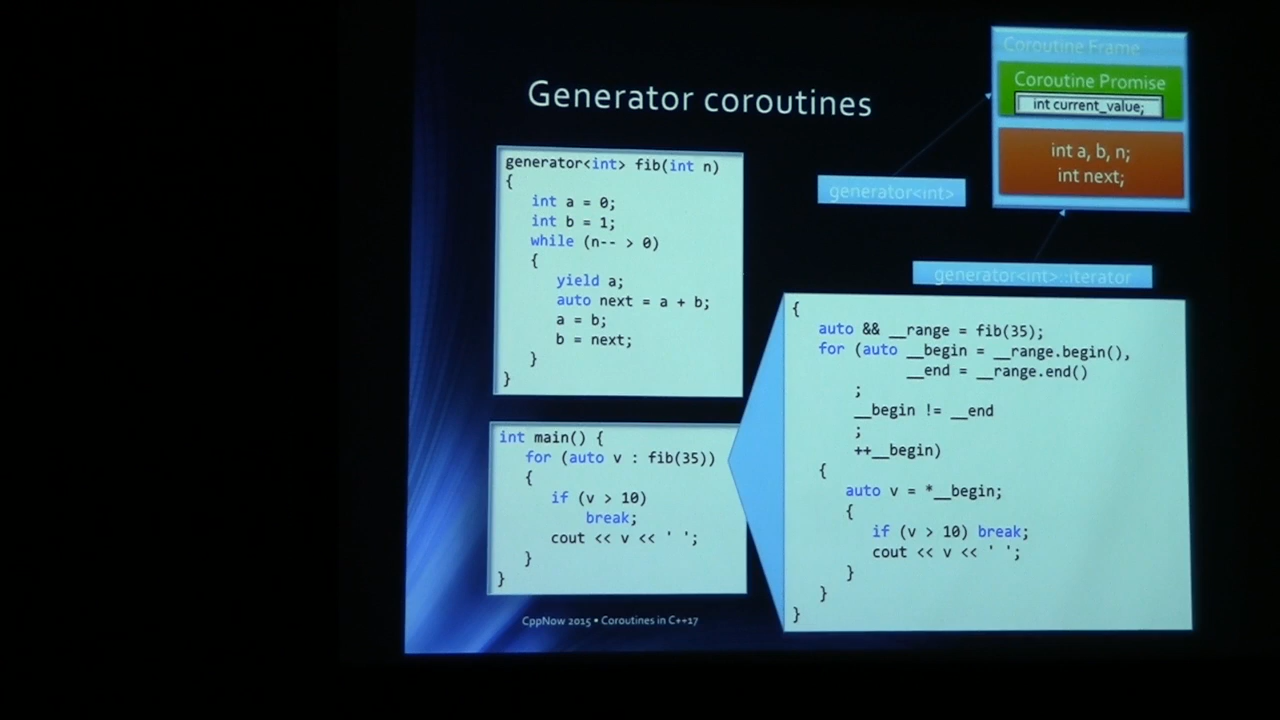 Generator coroutines
generator<int> fib(int n)
{
int a = 0;
int b = 1;
while (n-- > 0)
{
yield a;
auto next = a + b;
a = b;
b = next;
}
}
int main() {
for (auto v : fib(35))
{
if (v > 10)
break;
cout << v << ' ';
}
}
CppNow 2015 • Coroutines in C++17
Coroutine Frame
Coroutine Promise
int current_value;
int a, b, n;
int next;
generator<int>
generator<int>::iterator
{
auto && __range = fib(35);
for (auto __begin = __range.begin(),
__end = __range.end()
;
__begin != __end
;
++__begin)
{
auto v = *__begin;
{
if (v > 10) break;
cout << v << ' ';
}
}
}